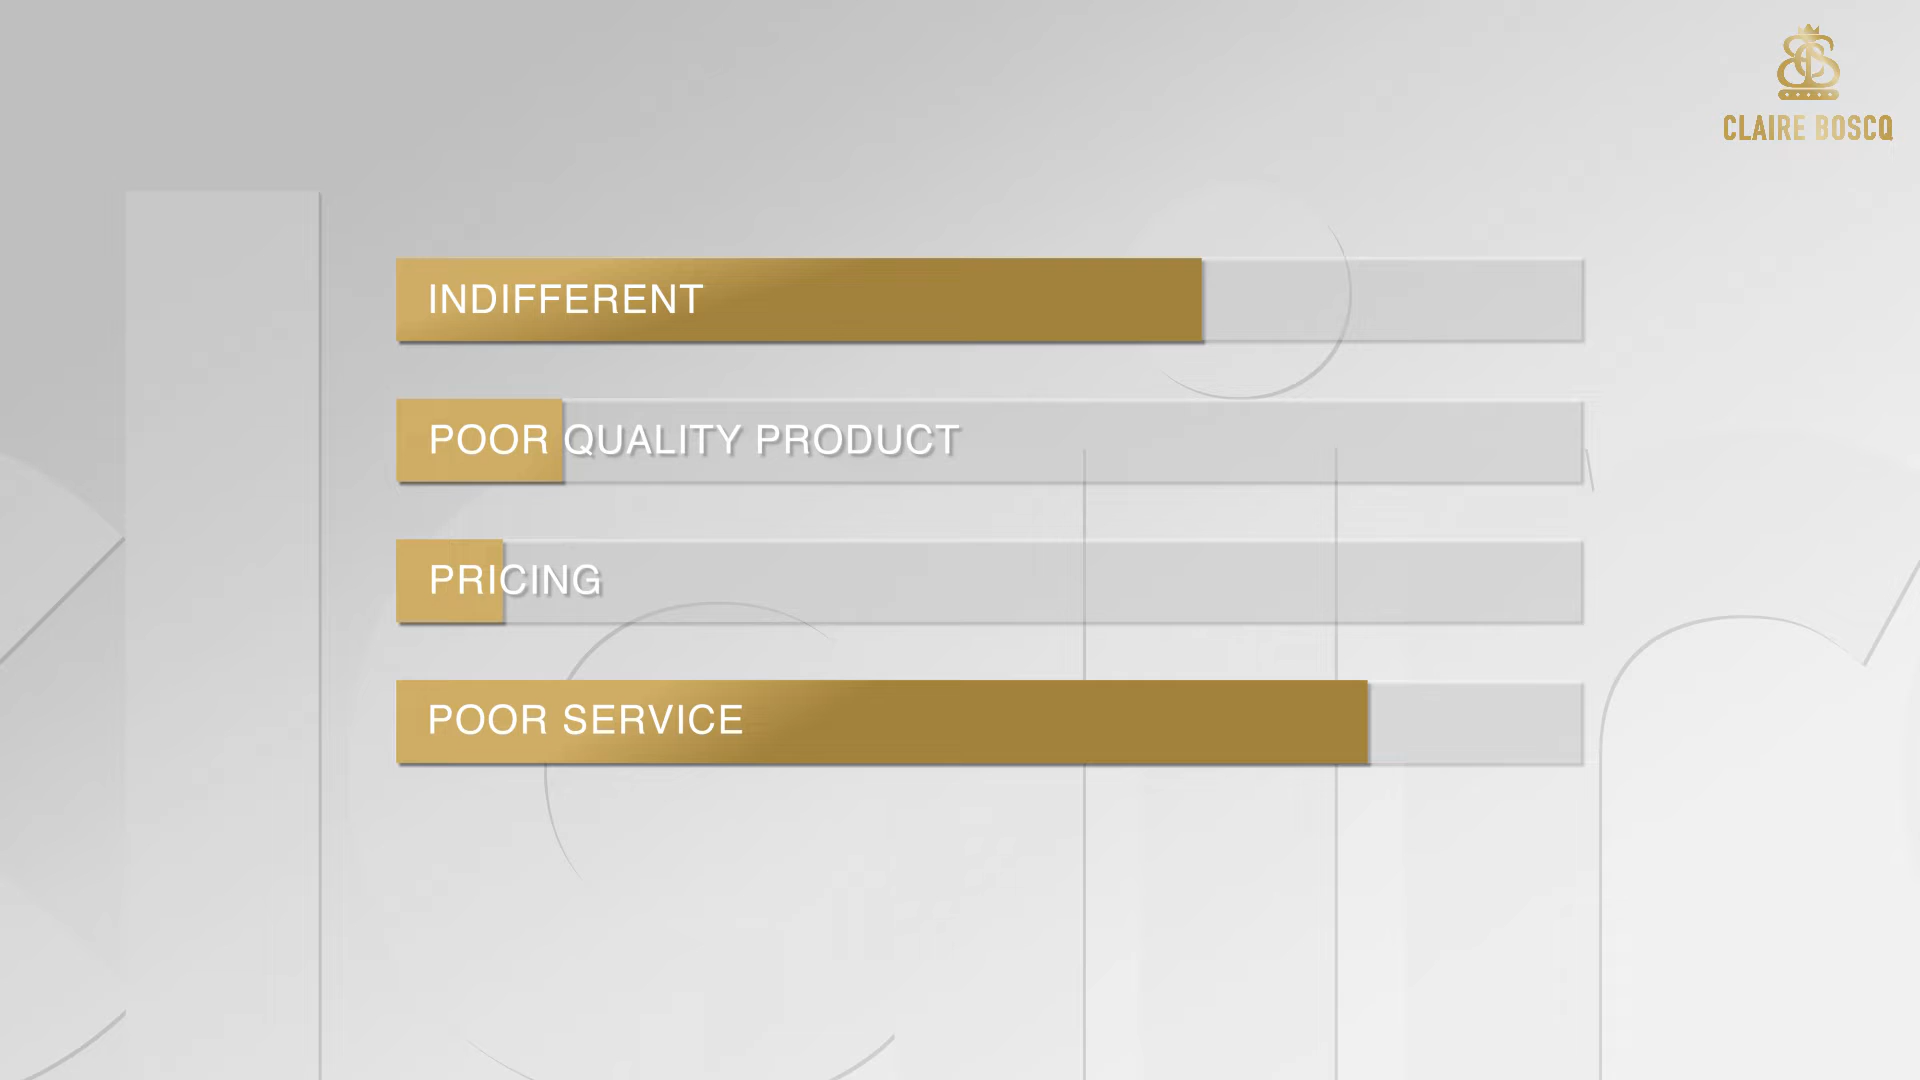 CLAIRE BOSCQ
INDIFFERENT
POOR QUALITY PRODUCT
PRICING
POOR SERVICE